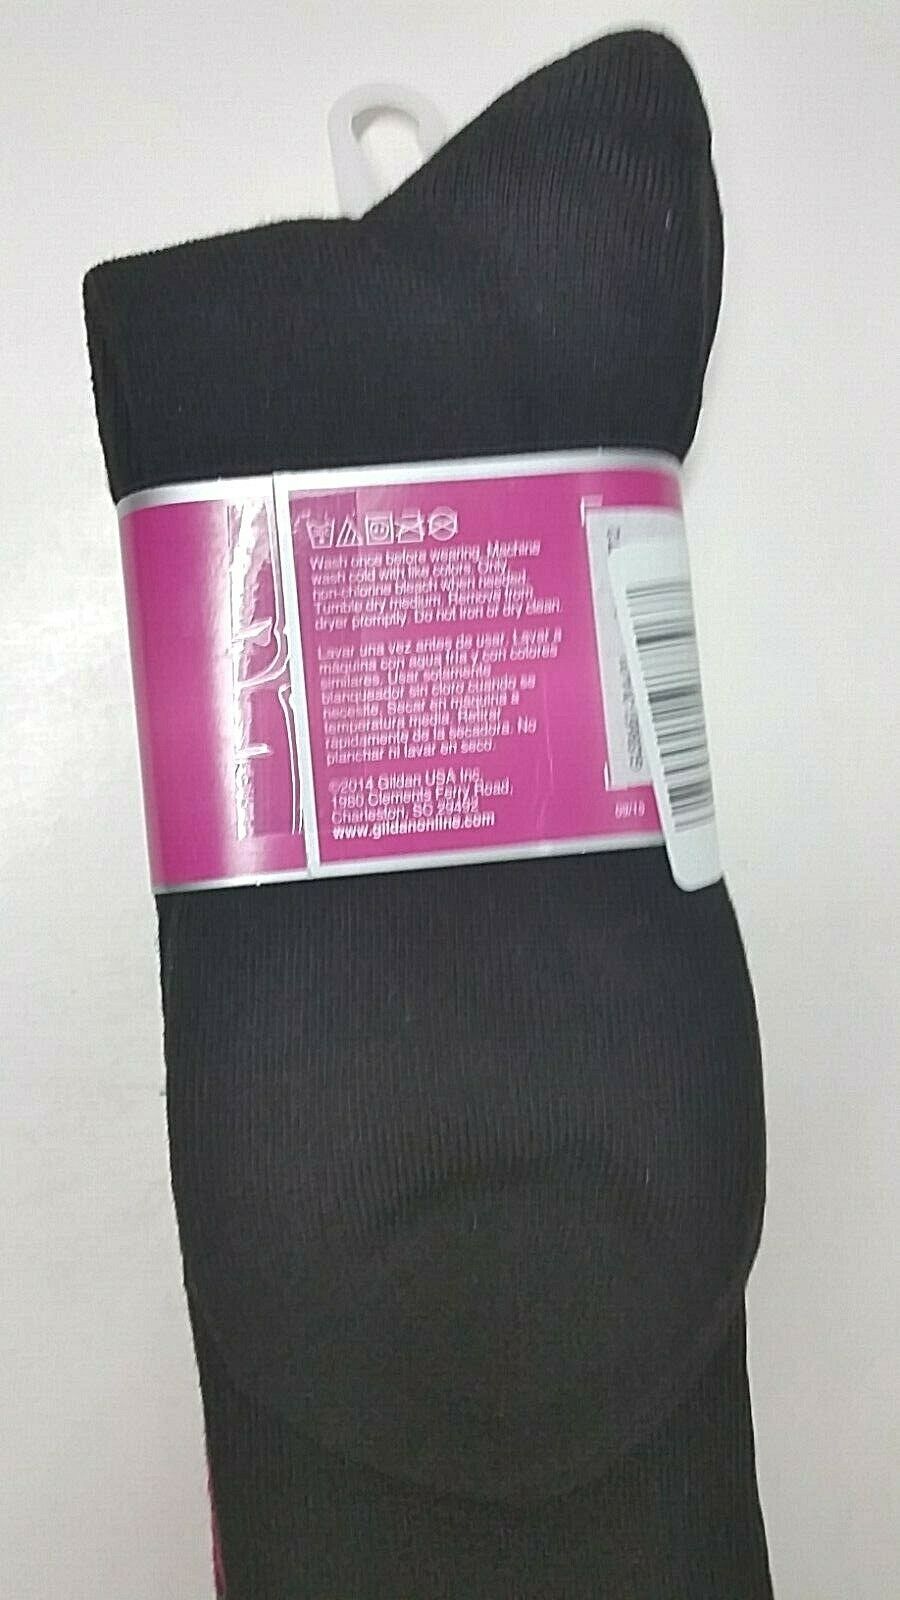 Wash once before wearing. Machine
wash cold with like colors. Only
non-chlorine bleach when needed.
Tumble dry medium. Remove from
dryer promptly. Do not iron or dry clean.
Lavar una vez antes de usar. Lavar a
máquina con agua fría y con colores
similares. Usar solamente
blanqueador sin cloro cuando se
necesite. Secar en máquina a
temperatura media. Retirar
rápidamente de la secadora. No
planchar ni lavar en seco.
©2014 Gildan USA Inc.
1980 Clements Ferry Road,
Charleston, SC 29492
www.gildanonline.com